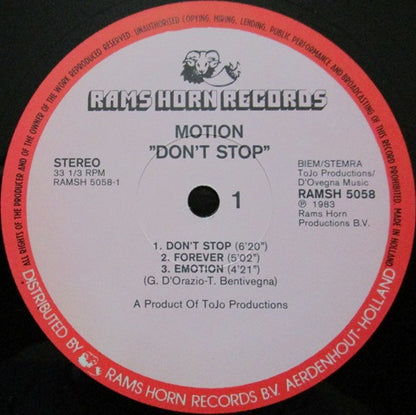 ALL RIGHTS OF THE PRODUCER AND OF THE OWNER OF THE WORK REPRODUCED RESERVED. UNAUTHORISED COPYING, HIRING, LENDING, PUBLIC PERFORMANCE AND BROADCASTING OF THIS RECORD PROHIBITED. MADE IN HOLLAND
RAMS HORN RECORDS
MOTION
"DON'T STOP"
STEREO
33 1/3 RPM
RAMSH 5058-1
1
BIEM/STEMRA
ToJo Productions/
D'Ovegna Music
RAMSH 5058
℗ 1983
Rams Horn
Productions B.V.
1. DON'T STOP (6'20")
2. FOREVER (5'02")
3. EMOTION (4'21")
(G. D'Orazio-T. Bentivegna)
A Product Of ToJo Productions
DISTRIBUTED BY RAMS HORN RECORDS B.V. AERDENHOUT-HOLLAND